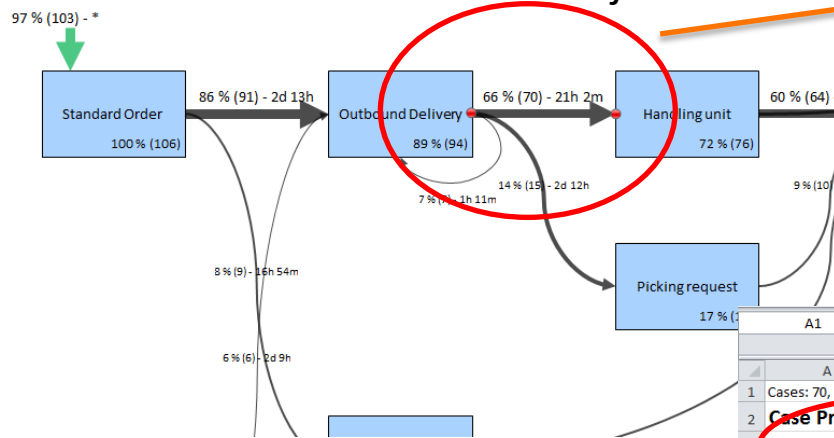 97 % (103) - *
86 % (91) - 2d 13h
66 % (70) - 21h 2m
60 % (64)
Standard Order
100 % (106)
Outbound Delivery
89 % (94)
Handling unit
72 % (76)
7 % (7) - 1h 11m
14 % (15) - 2d 12h
9 % (10)
8 % (9) - 16h 54m
Picking request
17 % (1
6 % (6) - 2d 9h
A1
A
1 Cases: 70,
2 Case Pr